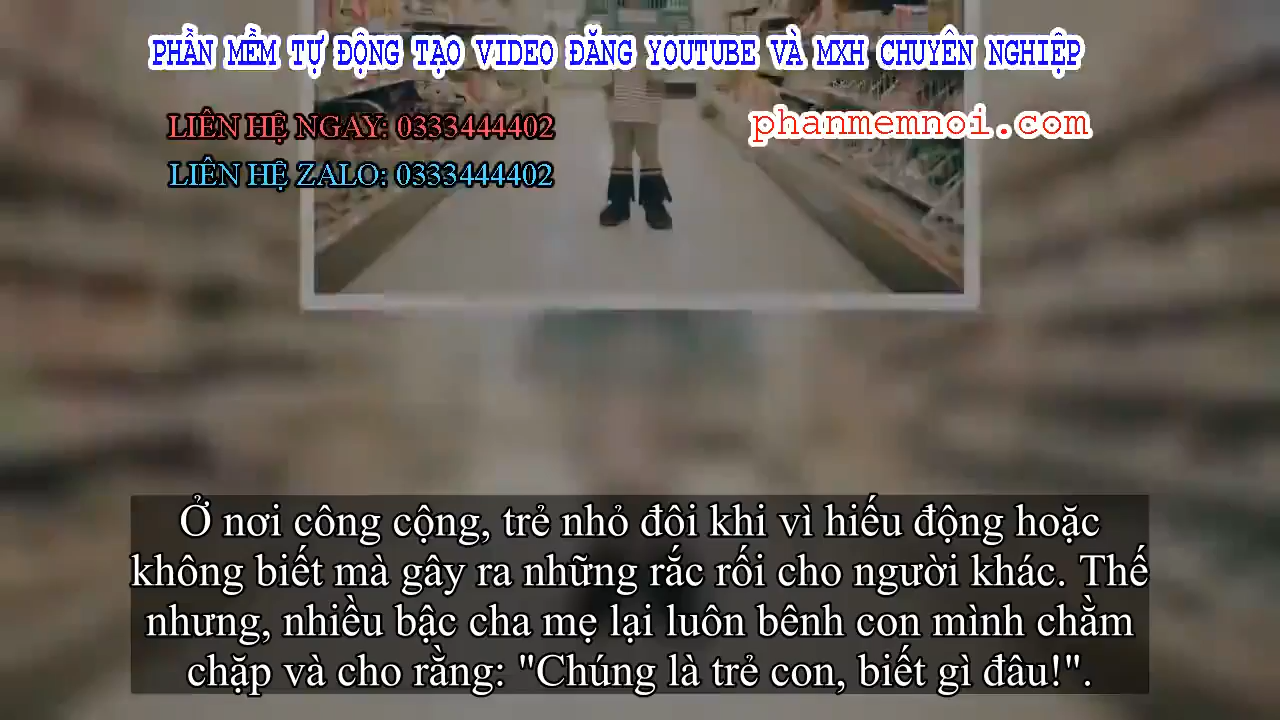 PHẦN MỀM TỰ ĐỘNG TẠO VIDEO ĐĂNG YOUTUBE VÀ MXH CHUYÊN NGHIỆP
LIÊN HỆ NGAY: 0333444402
phanmemnoi.com
LIÊN HỆ ZALO: 0333444402
Ở nơi công cộng, trẻ nhỏ đôi khi vì hiếu động hoặc
không biết mà gây ra những rắc rối cho người khác. Thế
nhưng, nhiều bậc cha mẹ lại luôn bênh con mình chằm
chặp và cho rằng: "Chúng là trẻ con, biết gì đâu!".